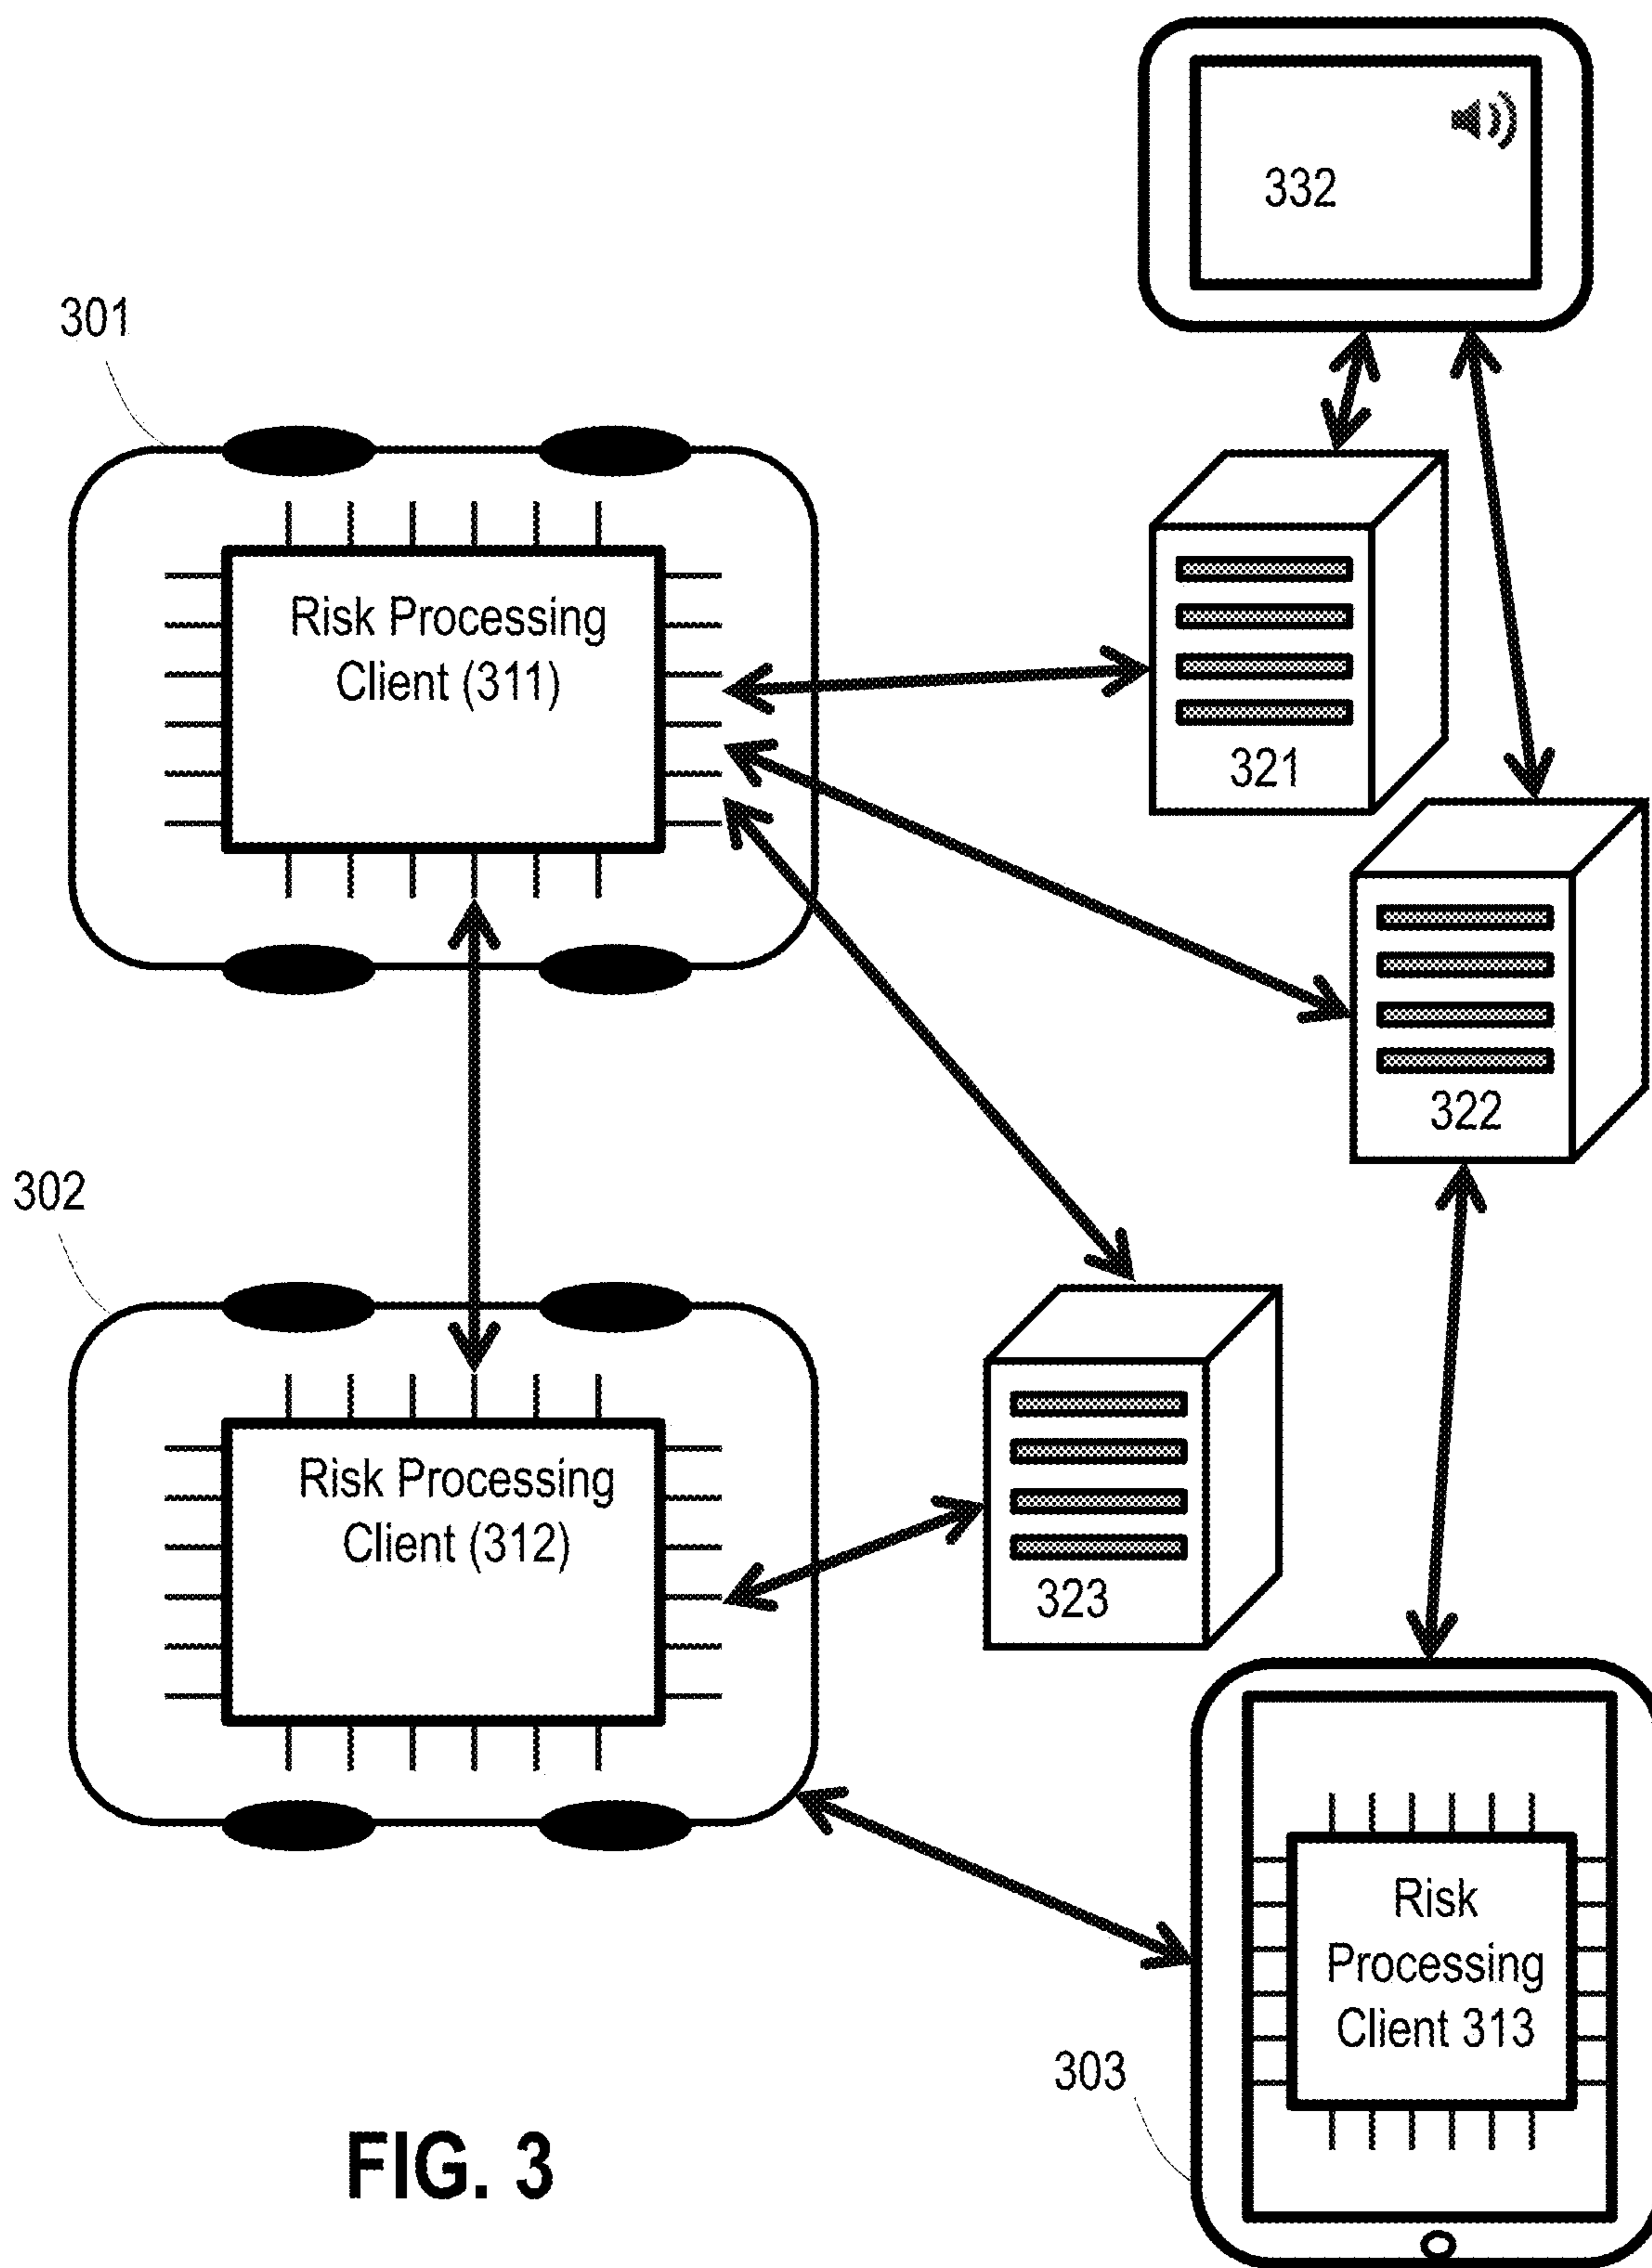 332
301
Risk Processing
Client (311)
321
322
302
Risk Processing
Client (312)
323
Risk
Processing
Client 313
303
FIG. 3